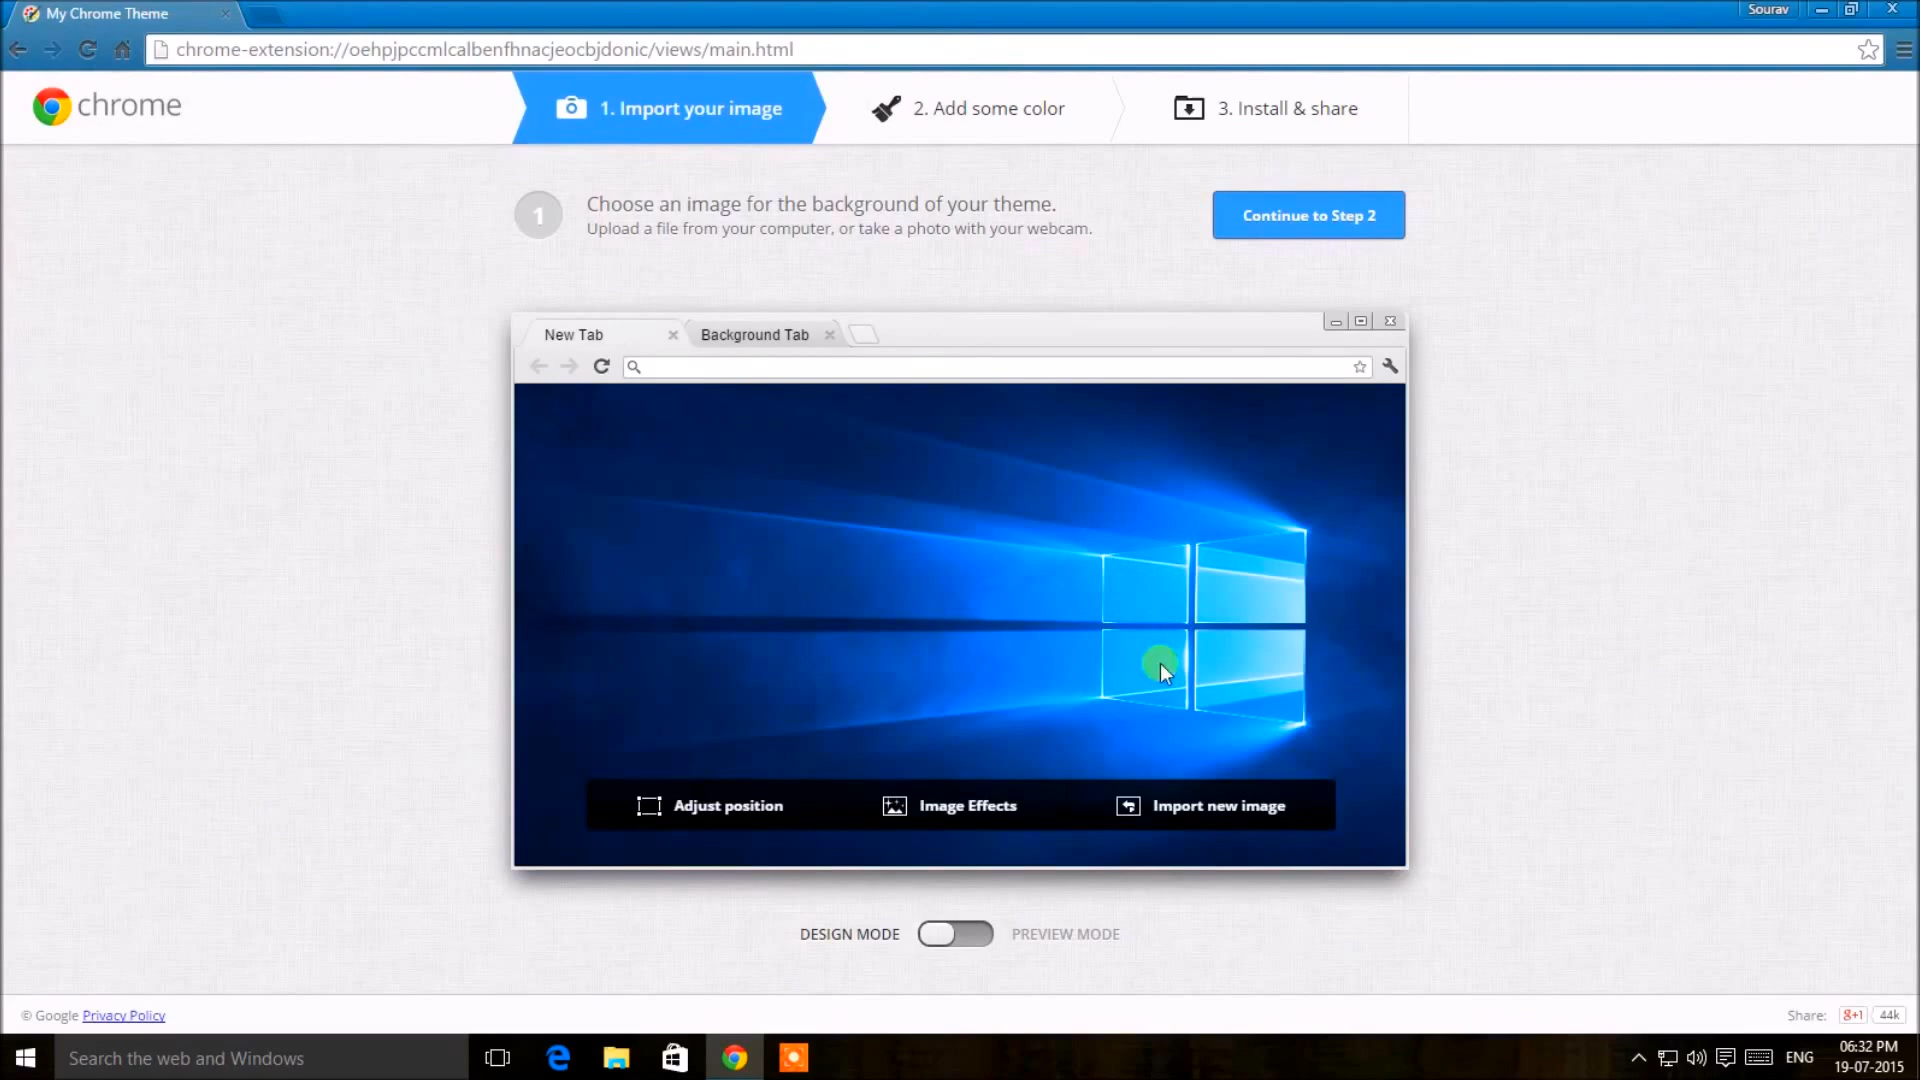 My Chrome Theme
Sourav
chrome-extension://oehpjpccmlcalbenfhnacjeocbjdonic/views/main.html
chrome
1. Import your image
2. Add some color
3. Install & share
1
Choose an image for the background of your theme.
Upload a file from your computer, or take a photo with your webcam.
Continue to Step 2
New Tab
Background Tab
Adjust position
Image Effects
Import new image
DESIGN MODE
PREVIEW MODE
© Google Privacy Policy
Share:
g+1
44k
Search the web and Windows
ENG
06:32 PM
19-07-2015